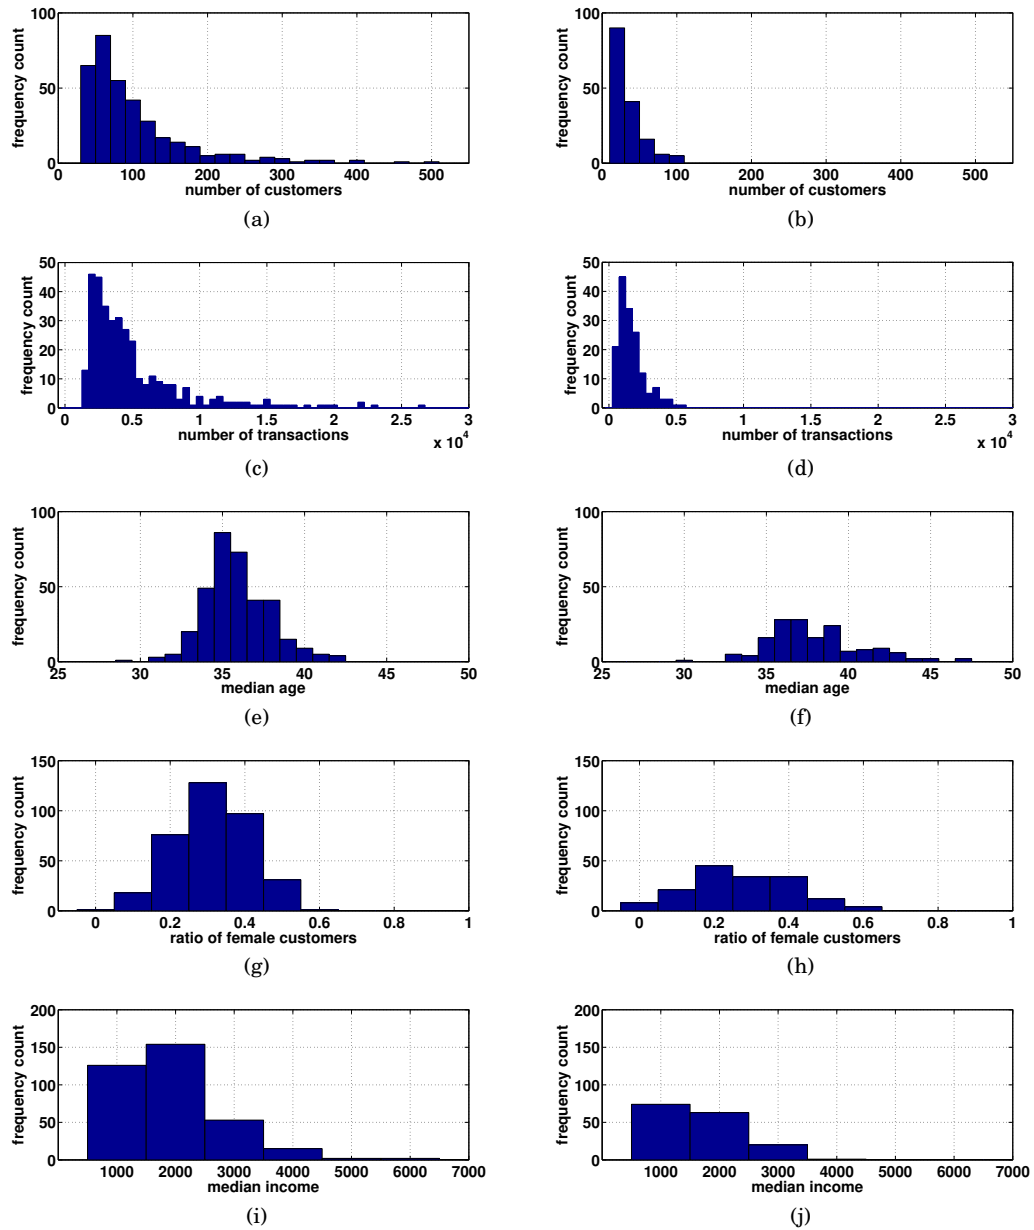 100
50
0
frequency count
0 100 200 300 400 500
number of customers
(a)
100
50
0
frequency count
0 100 200 300 400 500
number of customers
(b)
50
40
30
20
10
0
frequency count
0 0.5 1 1.5 2 2.5 3
number of transactions
x 10^4
(c)
50
40
30
20
10
0
frequency count
0 0.5 1 1.5 2 2.5 3
number of transactions
x 10^4
(d)
100
50
0
frequency count
25 30 35 40 45 50
median age
(e)
100
50
0
frequency count
25 30 35 40 45 50
median age
(f)
150
100
50
0
frequency count
0 0.2 0.4 0.6 0.8 1
ratio of female customers
(g)
150
100
50
0
frequency count
0 0.2 0.4 0.6 0.8 1
ratio of female customers
(h)
200
150
100
50
0
frequency count
1000 2000 3000 4000 5000 6000 7000
median income
(i)
200
150
100
50
0
frequency count
1000 2000 3000 4000 5000 6000 7000
median income
(j)